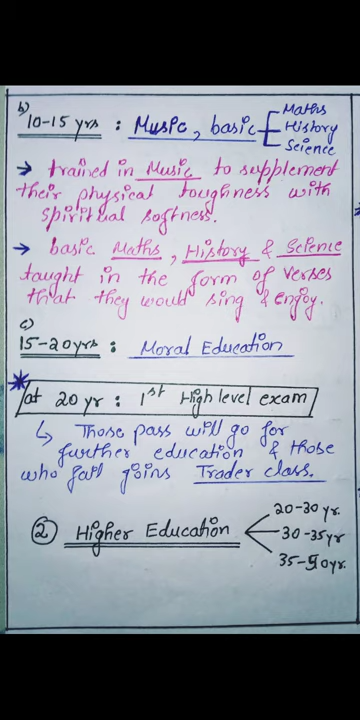 b)
10-15 yrs : Music, basic
Maths
History
Science
→ trained in Music to supplement
their physical toughness with
spiritual softness.
→ basic Maths, History & Science
taught in the form of verses
that they would sing & enjoy.
c)
15-20 yrs : Moral Education
at 20 yr : 1st High level exam
↳ Those pass will go for
further education & those
who fail joins Trader class.
② Higher Education
20-30 yr.
30-35 yr
35-50 yr.